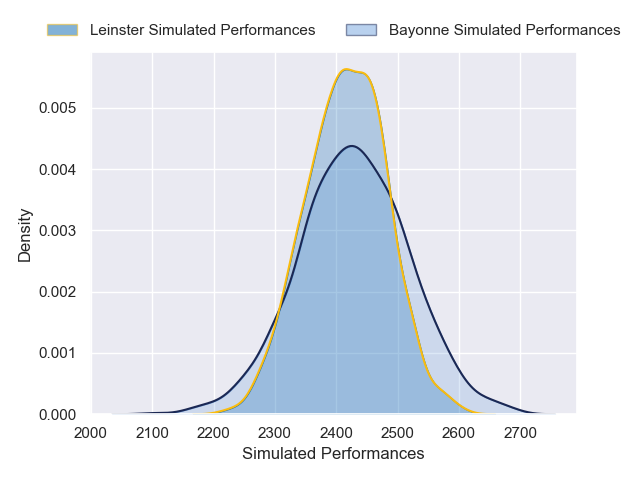 Leinster Simulated Performances
Bayonne Simulated Performances
Density
0.005
0.004
0.003
0.002
0.001
0.000
2000 2100 2200 2300 2400 2500 2600 2700
Simulated Performances